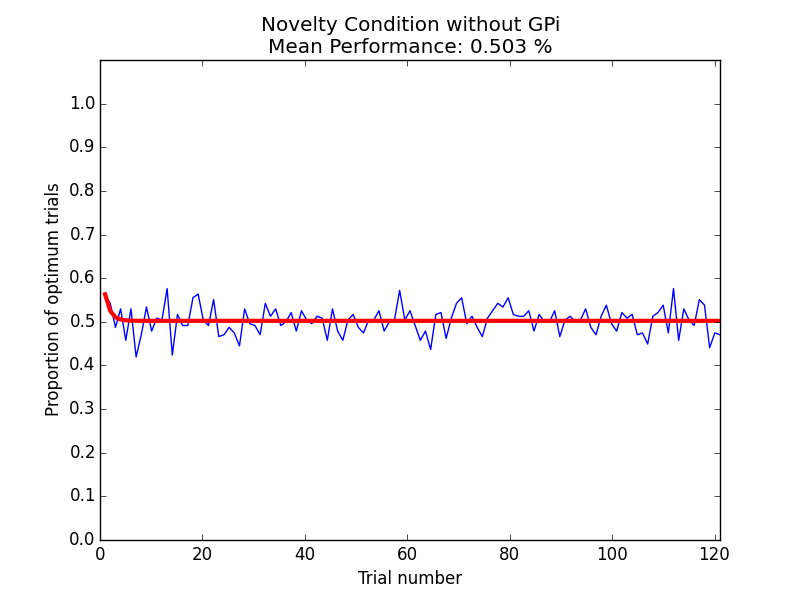 Novelty Condition without GPi
Mean Performance: 0.503 %
1.0
0.9
0.8
0.7
0.6
0.5
0.4
0.3
0.2
0.1
0.0
Proportion of optimum trials
0 20 40 60 80 100 120
Trial number